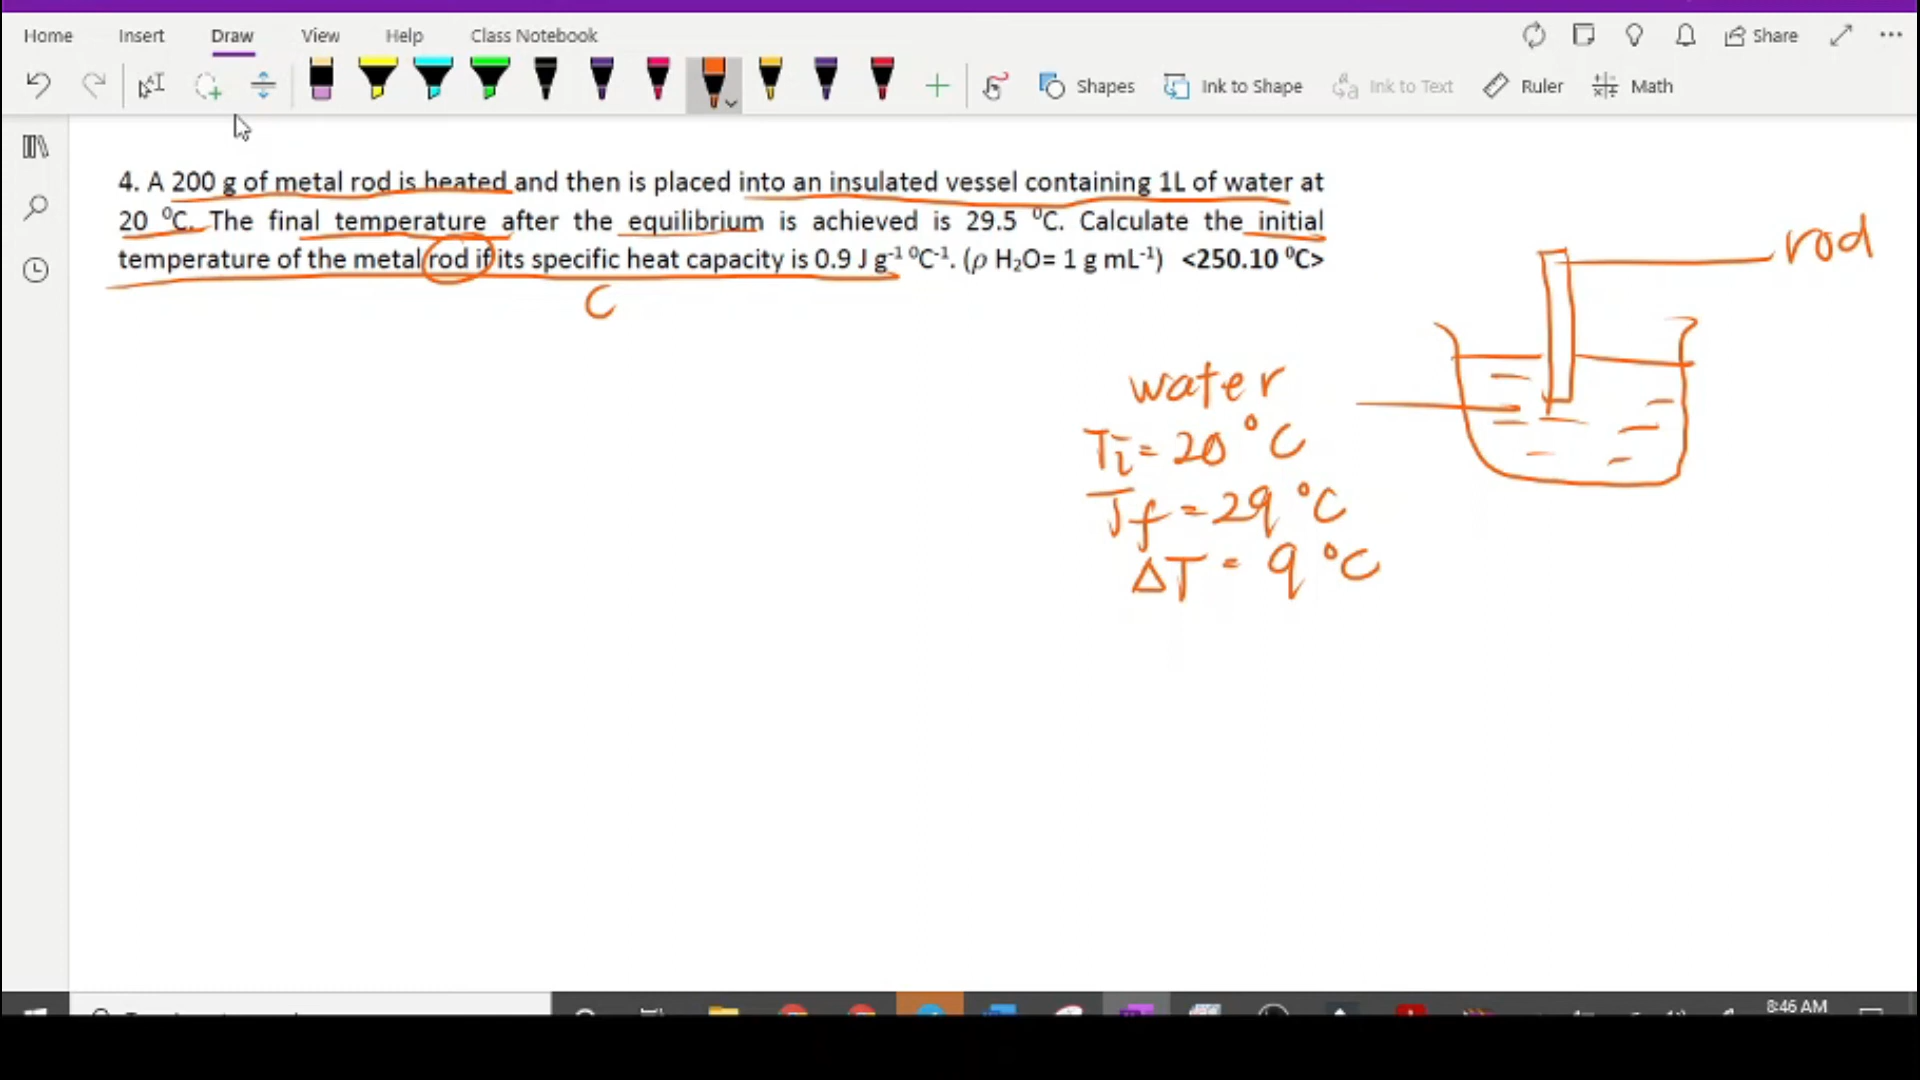 Home Insert Draw View Help Class Notebook Share
Shapes Ink to Shape Ink to Text Ruler Math
4. A 200 g of metal rod is heated and then is placed into an insulated vessel containing 1L of water at
20 ⁰C. The final temperature after the equilibrium is achieved is 29.5 ⁰C. Calculate the initial
temperature of the metal rod if its specific heat capacity is 0.9 J g⁻¹ ⁰C⁻¹. (ρ H₂O= 1 g mL⁻¹) <250.10 ⁰C>
C
rod
water
Ti = 20 °C
Tf = 29 °C
ΔT = 9 °C
8:46 AM